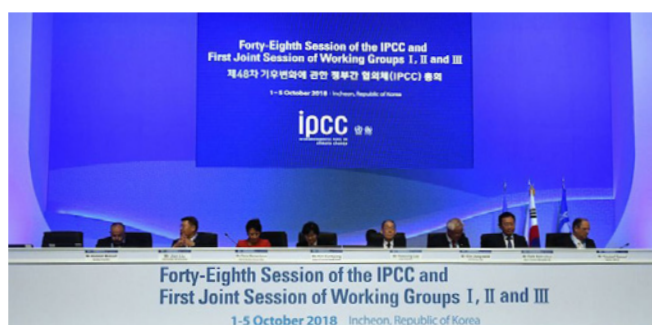 Forty-Eighth Session of the IPCC and
First Joint Session of Working Groups I, II and III
제48차 기후변화에 관한 정부간 협의체(IPCC) 총회
1-5 October 2018 Incheon, Republic of Korea
ipcc
climate change
Forty-Eighth Session of the IPCC and
First Joint Session of Working Groups I, II and III
1-5 October 2018 Incheon, Republic of Korea